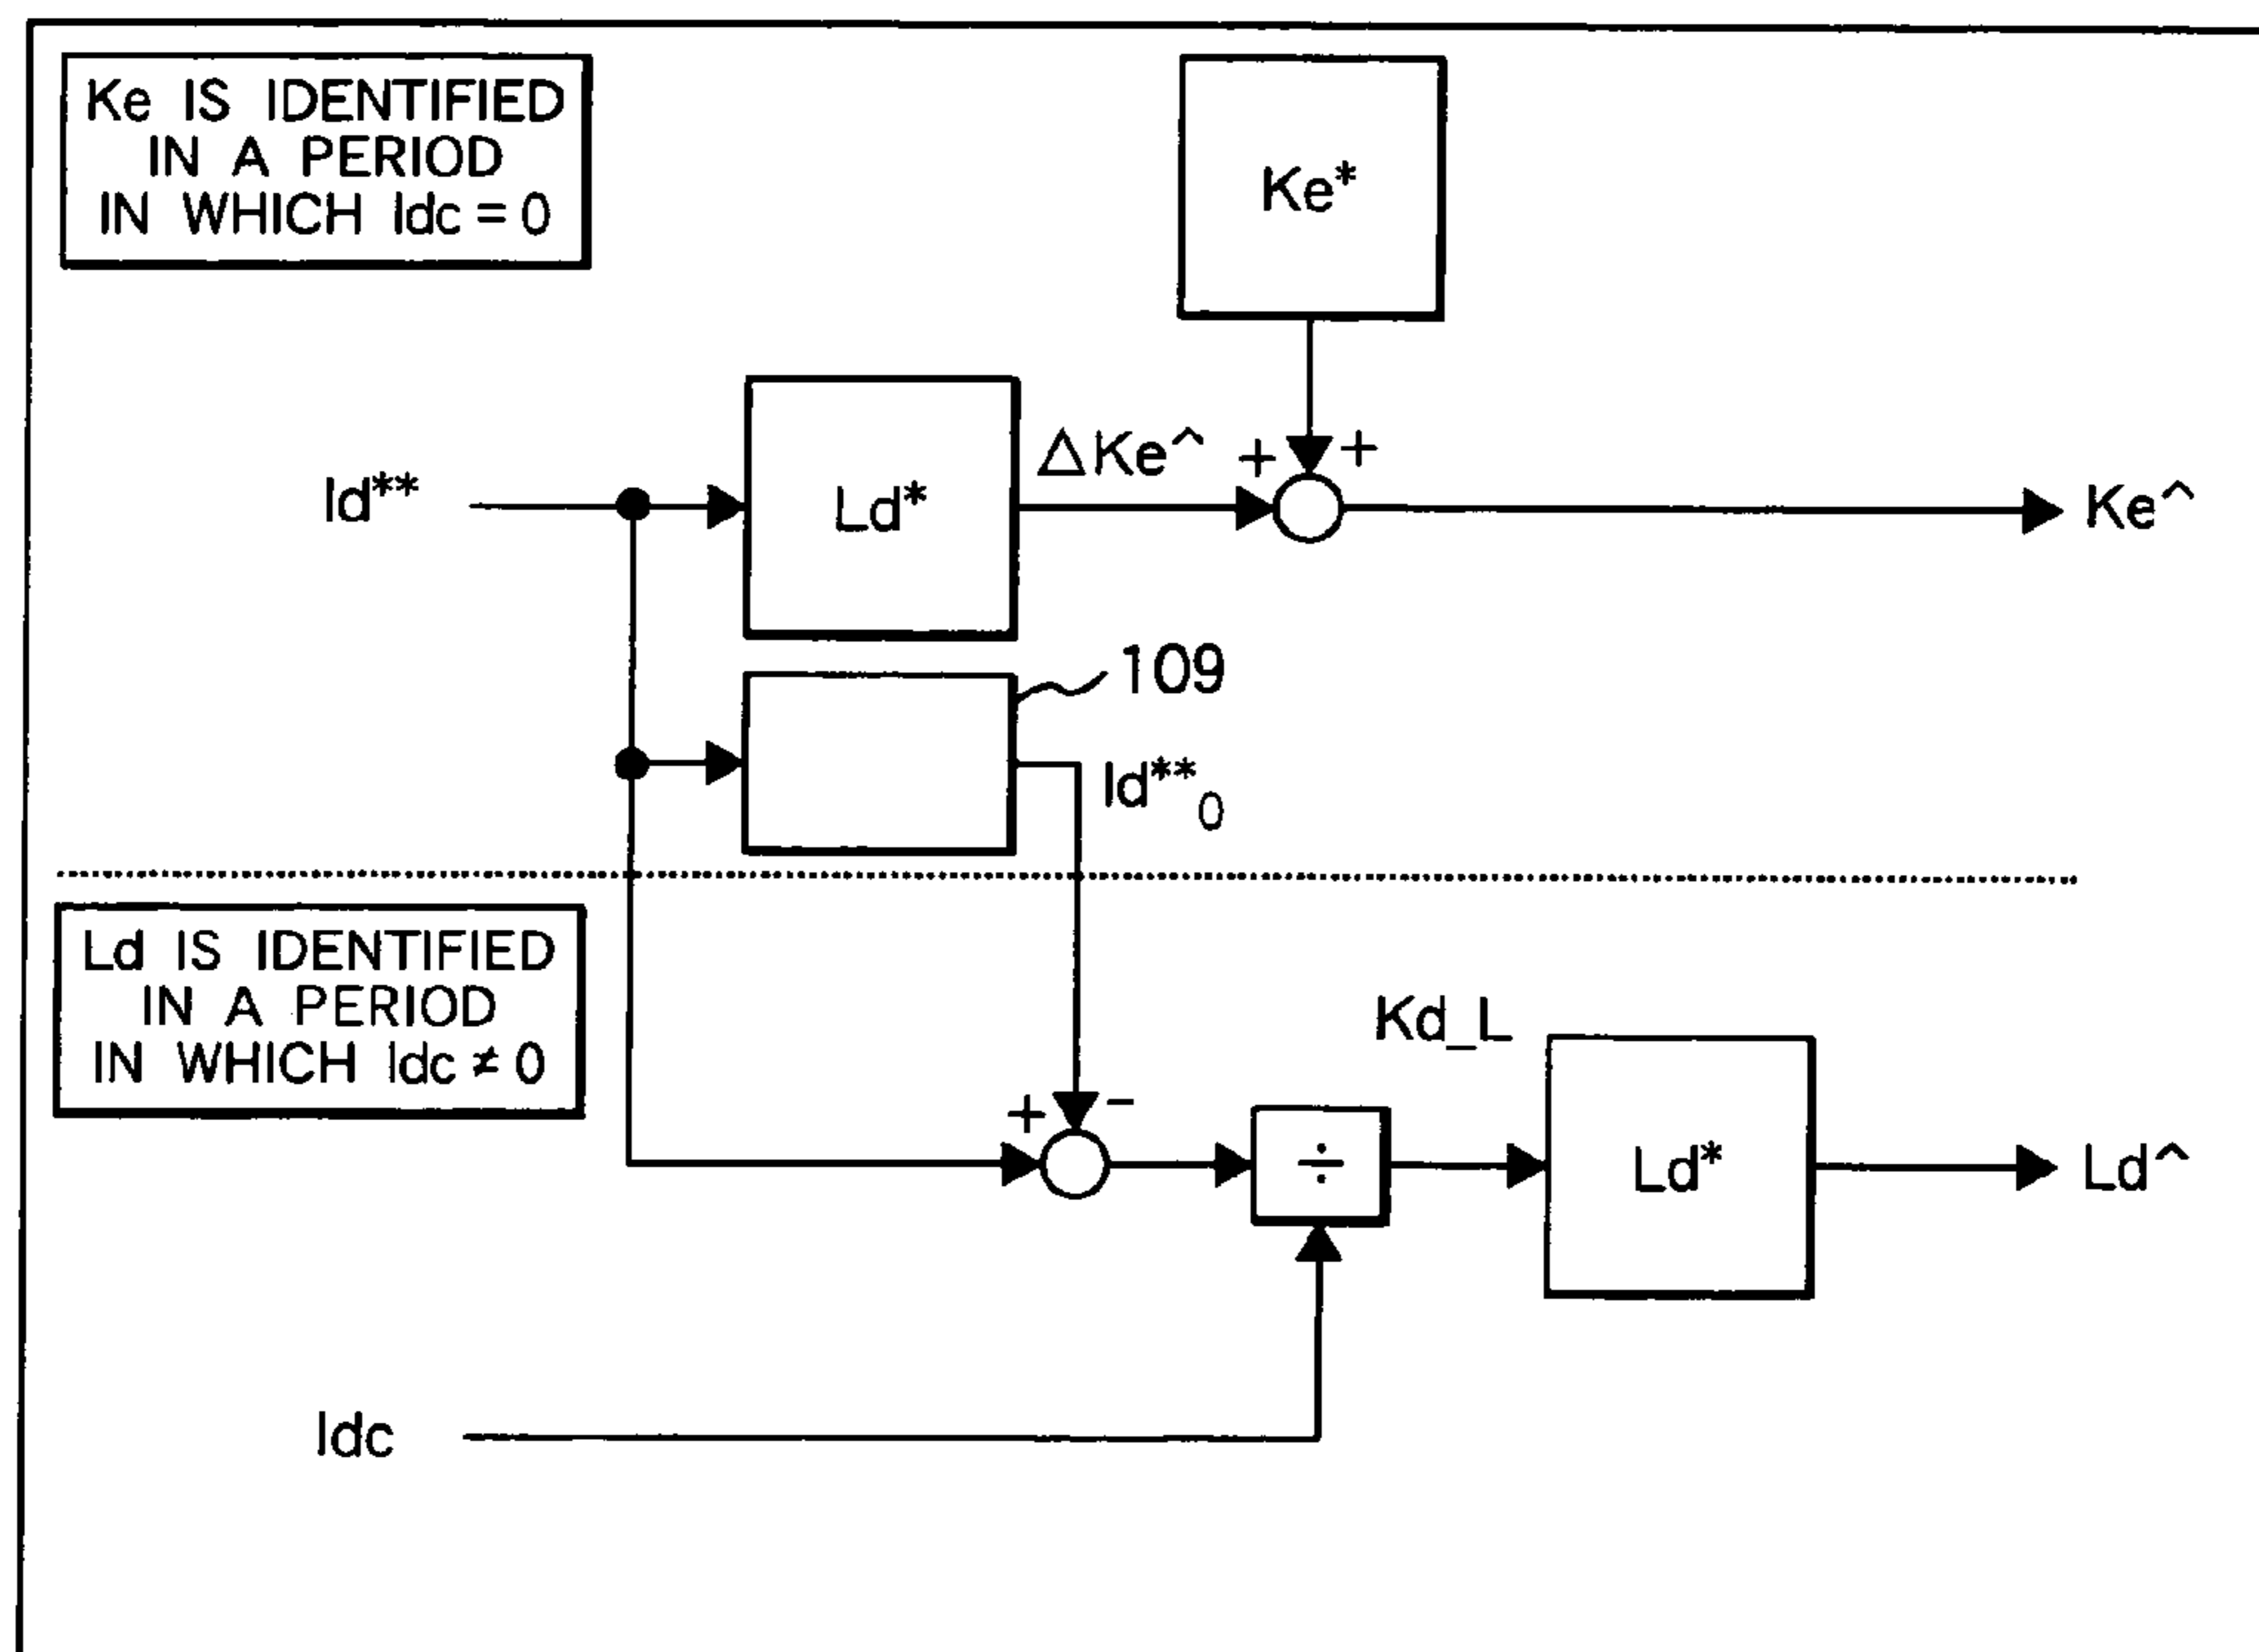 Ke IS IDENTIFIED
IN A PERIOD
IN WHICH Idc = 0
Ke*
Id**
Ld*
ΔKe^
+
+
Ke^
109
Id**0
Ld IS IDENTIFIED
IN A PERIOD
IN WHICH Idc ≠ 0
Kd_L
+
-
÷
Ld*
Ld^
Idc